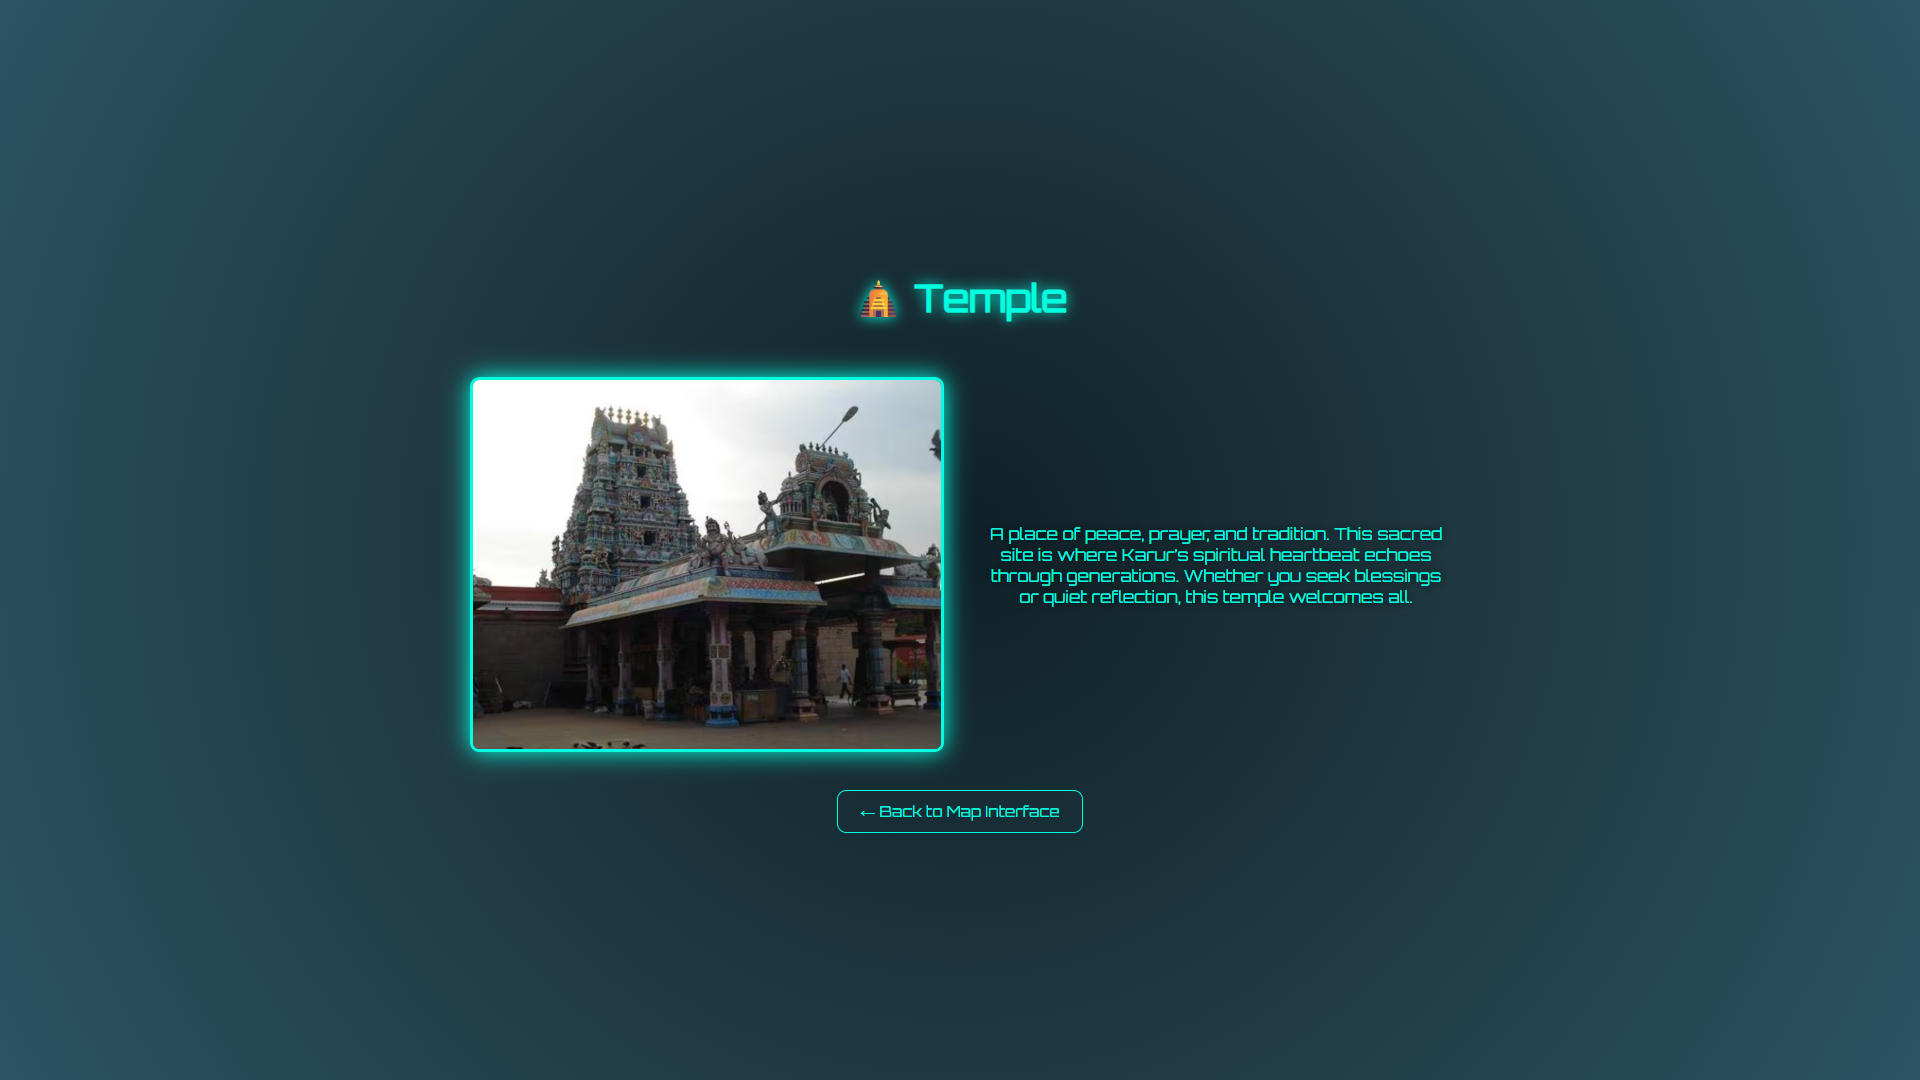 Temple
A place of peace, prayer, and tradition. This sacred
site is where Karur's spiritual heartbeat echoes
through generations. Whether you seek blessings
or quiet reflection, this temple welcomes all.
← Back to Map Interface